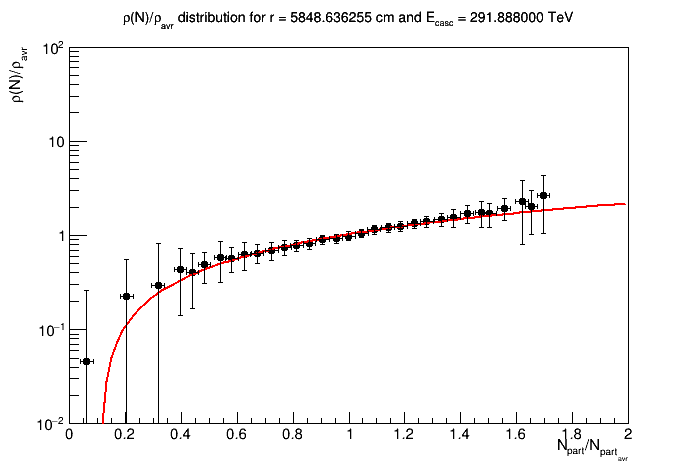 ρ(N)/ρavr distribution for r = 5848.636255 cm and Ecasc = 291.888000 TeV
ρ(N)/ρavr
10²
10
1
10⁻¹
10⁻²
0 0.2 0.4 0.6 0.8 1 1.2 1.4 1.6 1.8 2
Npart/Npartavr